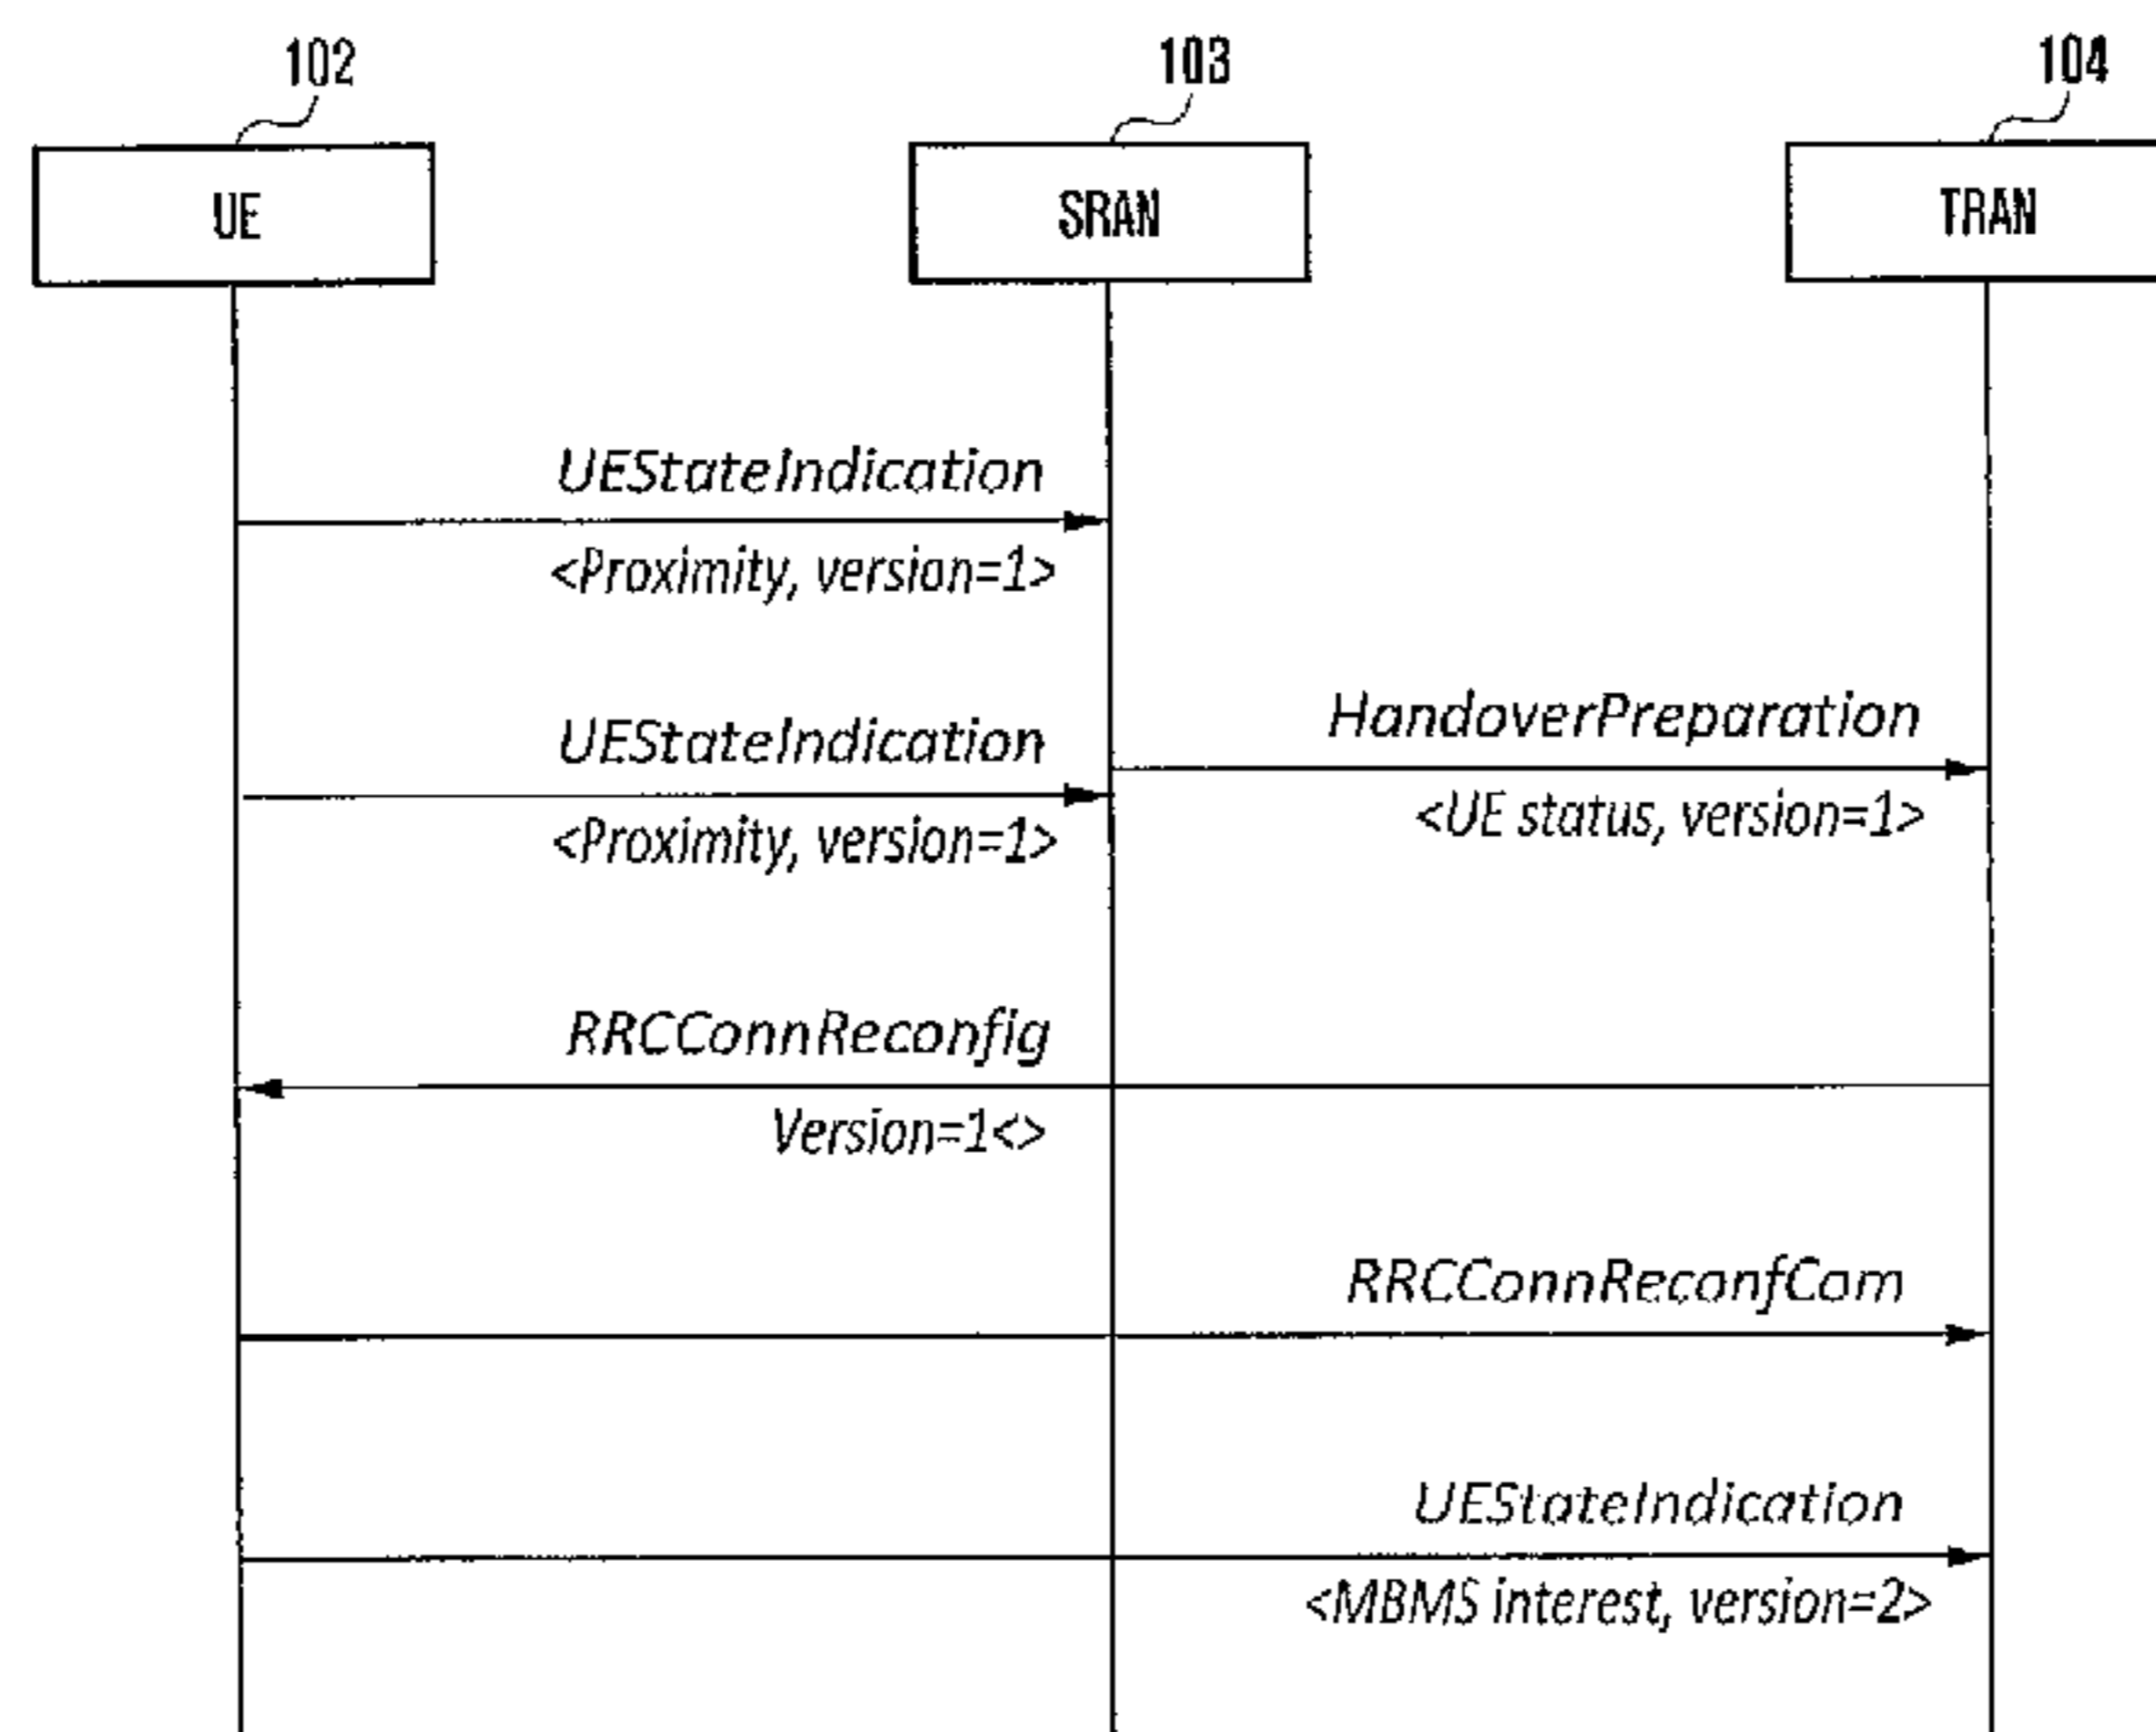 102
103
104
UE
SRAN
TRAN
UEStateIndication
<Proximity, version=1>
HandoverPreparation
UEStateIndication
<UE status, version=1>
<Proximity, version=1>
RRCConnReconfig
Version=1<>
RRCConnReconfCom
UEStateIndication
<MBMS interest, version=2>